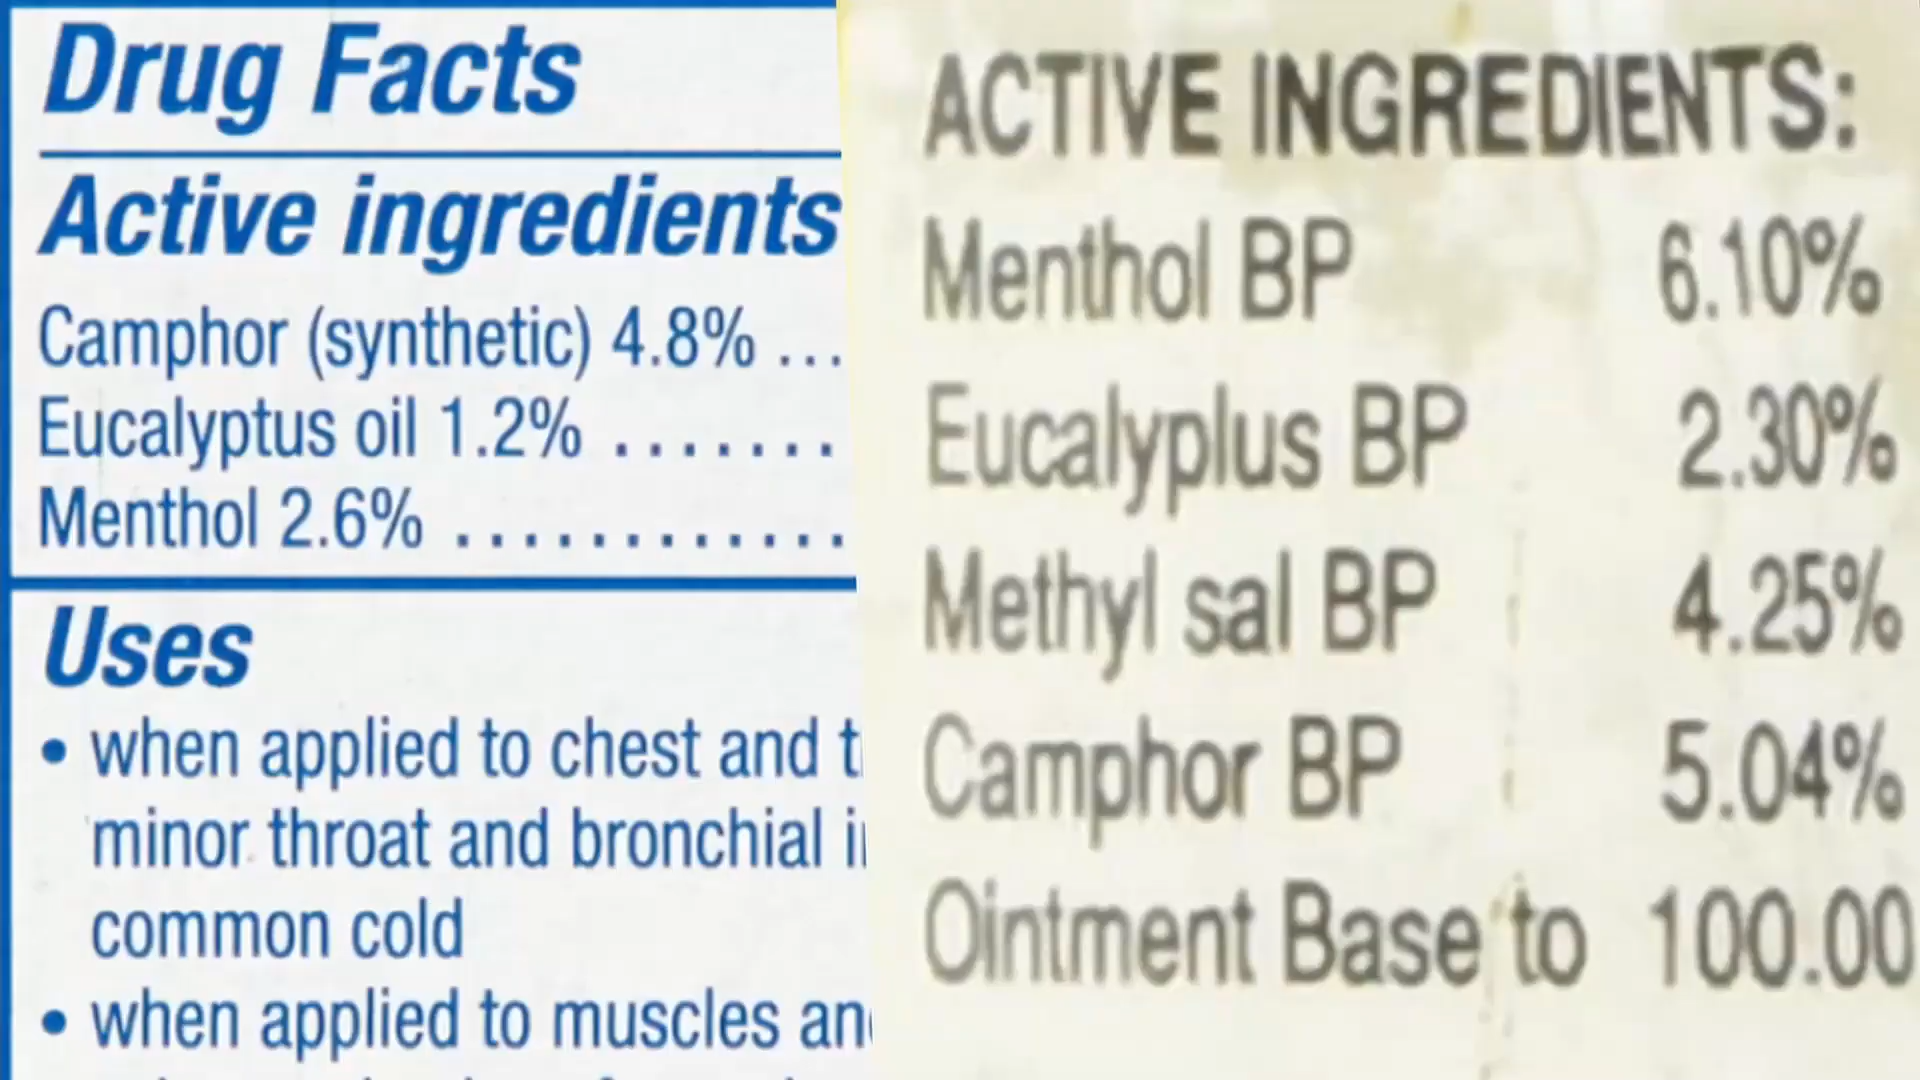 Drug Facts
Active ingredients
Camphor (synthetic) 4.8% ...
Eucalyptus oil 1.2% .......
Menthol 2.6% ............
Uses
• when applied to chest and
minor throat and bronchial
common cold
• when applied to muscles
ACTIVE INGREDIENTS:
Menthol BP 6.10%
Eucalyplus BP 2.30%
Methyl sal BP 4.25%
Camphor BP 5.04%
Ointment Base to 100.00